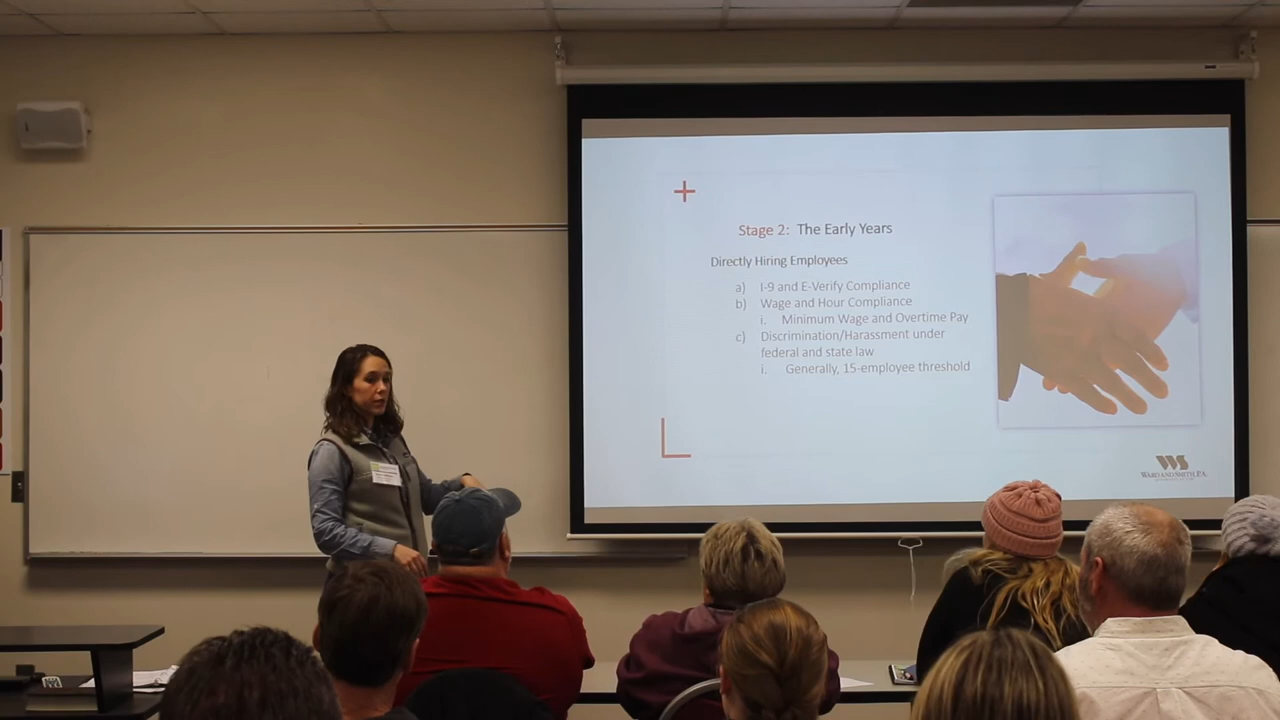 Stage 2: The Early Years
Directly Hiring Employees
a) I-9 and E-Verify Compliance
b) Wage and Hour Compliance
i. Minimum Wage and Overtime Pay
c) Discrimination/Harassment under
federal and state law
i. Generally, 15-employee threshold
WS
WARD AND SMITH, P.A.